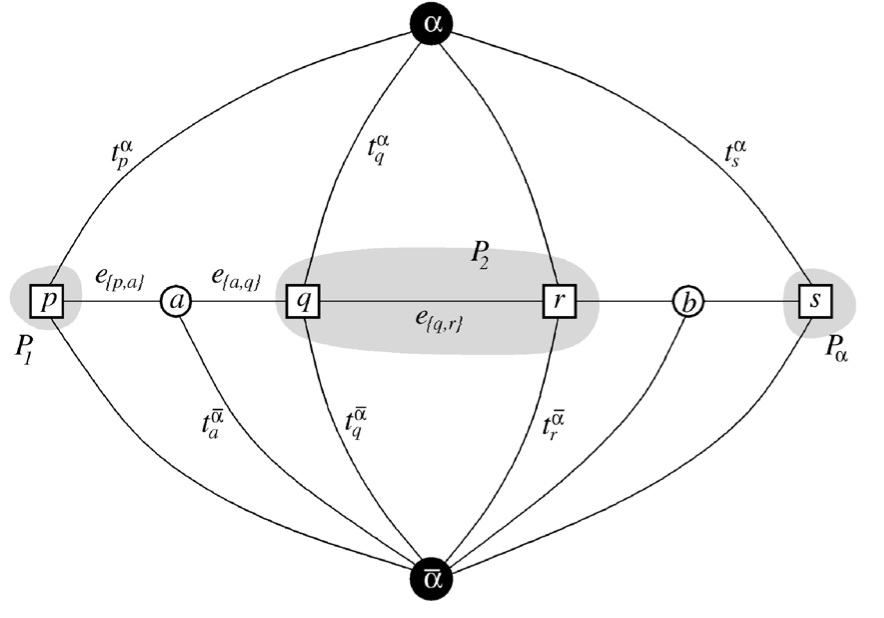 α
t_p^α
t_q^α
t_s^α
P_2
e_{p,a}
e_{a,q}
p
a
q
r
b
s
e_{q,r}
P_1
P_α
t_a^ᾱ
t_q^ᾱ
t_r^ᾱ
ᾱ